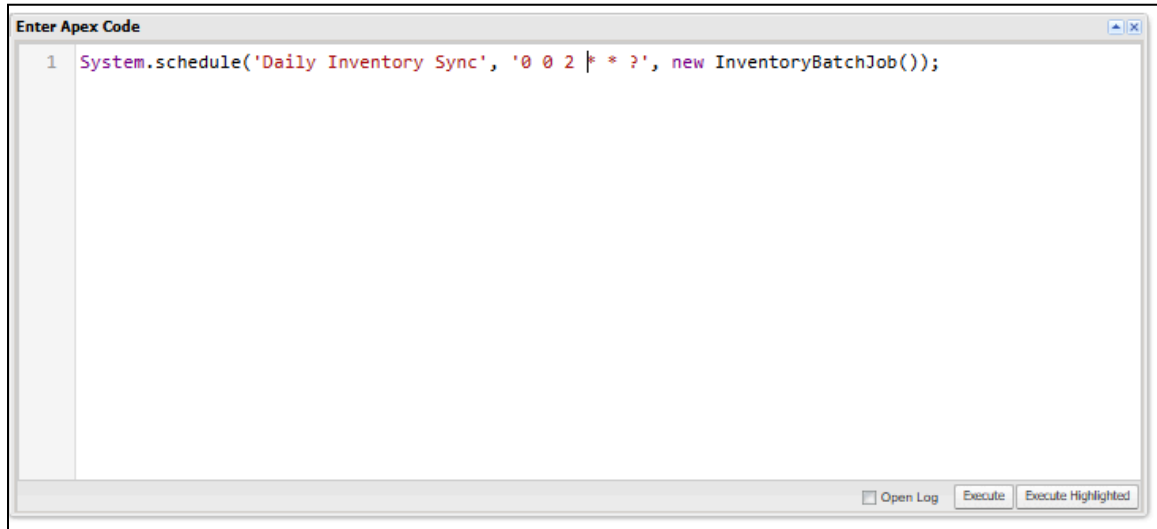 Enter Apex Code
1 System.schedule('Daily Inventory Sync', '0 0 2 * * ?', new InventoryBatchJob());
Open Log Execute Execute Highlighted